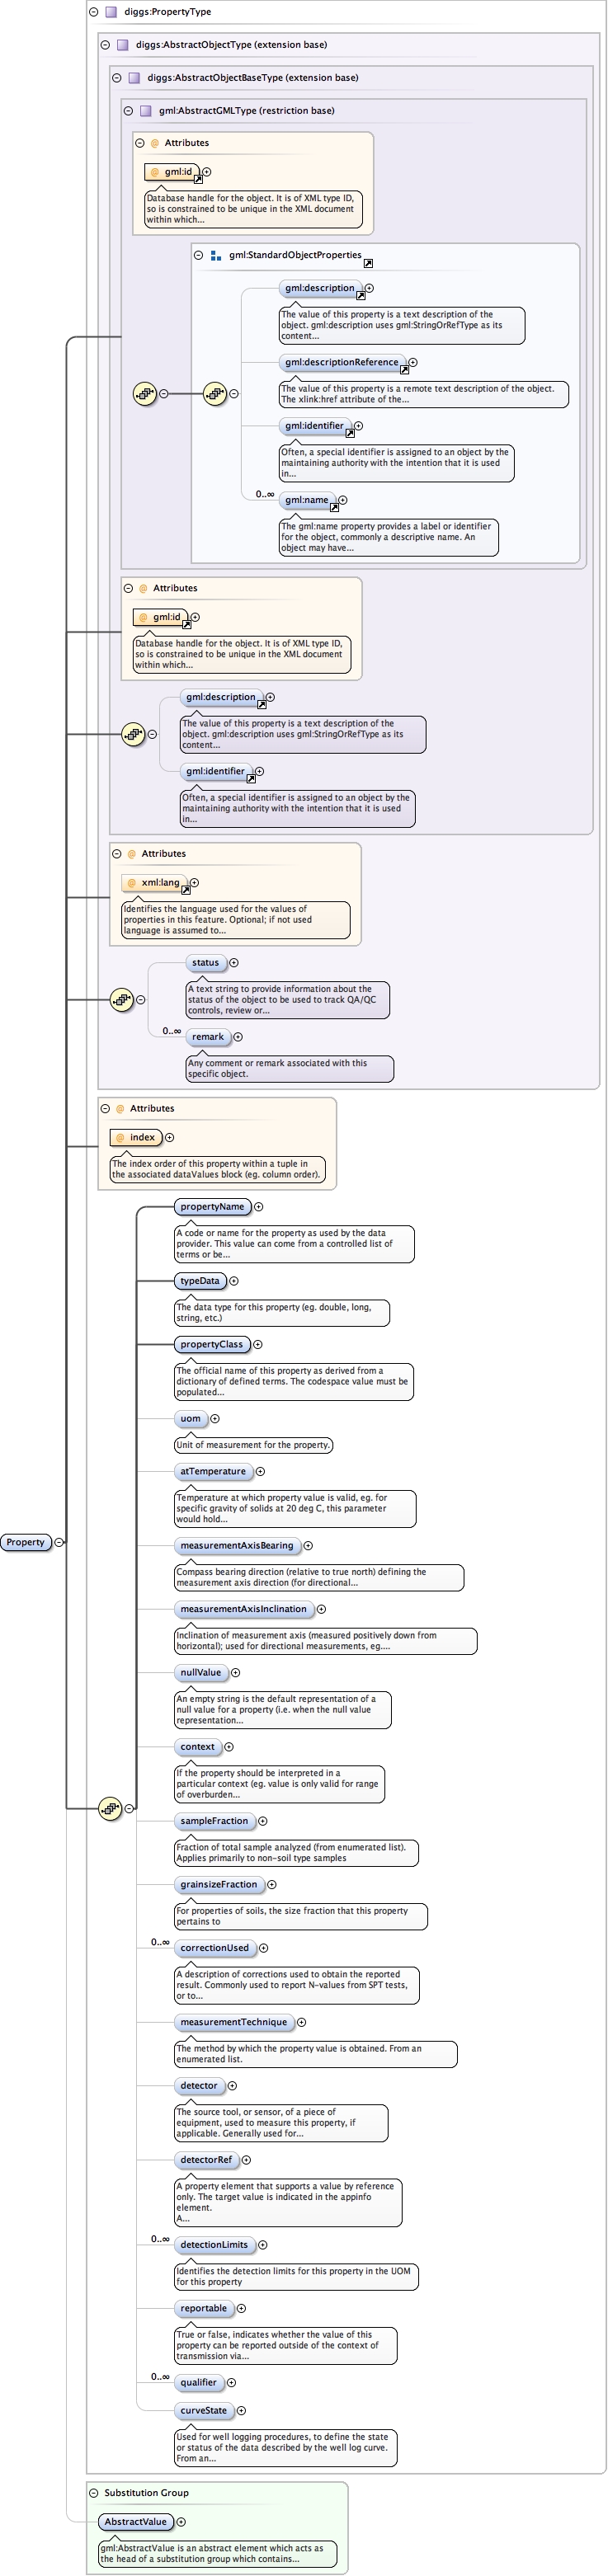 diggs:PropertyType
diggs:AbstractObjectType (extension base)
diggs:AbstractObjectBaseType (extension base)
gml:AbstractGMLType (restriction base)
@ Attributes
gml:id
Database handle for the object. It is of XML type ID,
so is constrained to be unique in the XML document
within which...
gml:StandardObjectProperties
gml:description
The value of this property is a text description of the
object. gml:description uses gml:StringOrRefType as its
content...
gml:descriptionReference
The value of this property is a remote text description of the object.
The xlink:href attribute of the...
gml:identifier
Often, a special identifier is assigned to an object by the
maintaining authority with the intention that it is used
in...
0..∞
gml:name
The gml:name property provides a label or identifier
for the object, commonly a descriptive name. An
object may have...
@ Attributes
gml:id
Database handle for the object. It is of XML type ID,
so is constrained to be unique in the XML document
within which...
gml:description
The value of this property is a text description of the
object. gml:description uses gml:StringOrRefType as its
content...
gml:identifier
Often, a special identifier is assigned to an object by the
maintaining authority with the intention that it is used
in...
@ Attributes
@ xml:lang
Identifies the language used for the values of
properties in this feature. Optional; if not used
language is assumed to...
status
A text string to provide information about the
status of the object to be used to track QA/QC
controls, review or...
0..∞
remark
Any comment or remark associated with this
specific object.
@ Attributes
@ index
The index order of this property within a tuple in
the associated dataValues block (eg. column order).
propertyName
A code or name for the property as used by the data
provider. This value can come from a controlled list of
terms or be...
typeData
The data type for this property (eg. double, long,
string, etc.)
propertyClass
The official name of this property as derived from a
dictionary of defined terms. The codespace value must be
populated...
uom
Unit of measurement for the property.
atTemperature
Temperature at which property value is valid, eg. for
specific gravity of solids at 20 deg C, this parameter
would hold...
Property
measurementAxisBearing
Compass bearing direction (relative to true north) defining the
measurement axis direction (for directional...
measurementAxisInclination
Inclination of measurement axis (measured positively down from
horizontal); used for directional measurements, eg....
nullValue
An empty string is the default representation of a
null value for a property (i.e. when the null value
representation...
context
If the property should be interpreted in a
particular context (eg. value is only valid for range
of overburden...
sampleFraction
Fraction of total sample analyzed (from enumerated list).
Applies primarily to non-soil type samples
grainsizeFraction
For properties of soils, the size fraction that this property
pertains to
0..∞
correctionUsed
A description of corrections used to obtain the reported
result. Commonly used to report N-values from SPT tests,
or to...
measurementTechnique
The method by which the property value is obtained. From an
enumerated list.
detector
The source tool, or sensor, of a piece of
equipment, used to measure this property, if
applicable. Generally used for...
detectorRef
A property element that supports a value by reference
only. The target value is indicated in the appinfo
element.
A...
0..∞
detectionLimits
Identifies the detection limits for this property in the UOM
for this property
reportable
True or false, indicates whether the value of this
property can be reported outside of the context of
transmission via...
0..∞
qualifier
curveState
Used for well logging procedures, to define the state
or status of the data described by the well log curve.
From an...
Substitution Group
AbstractValue
gml:AbstractValue is an abstract element which acts as
the head of a substitution group which contains...